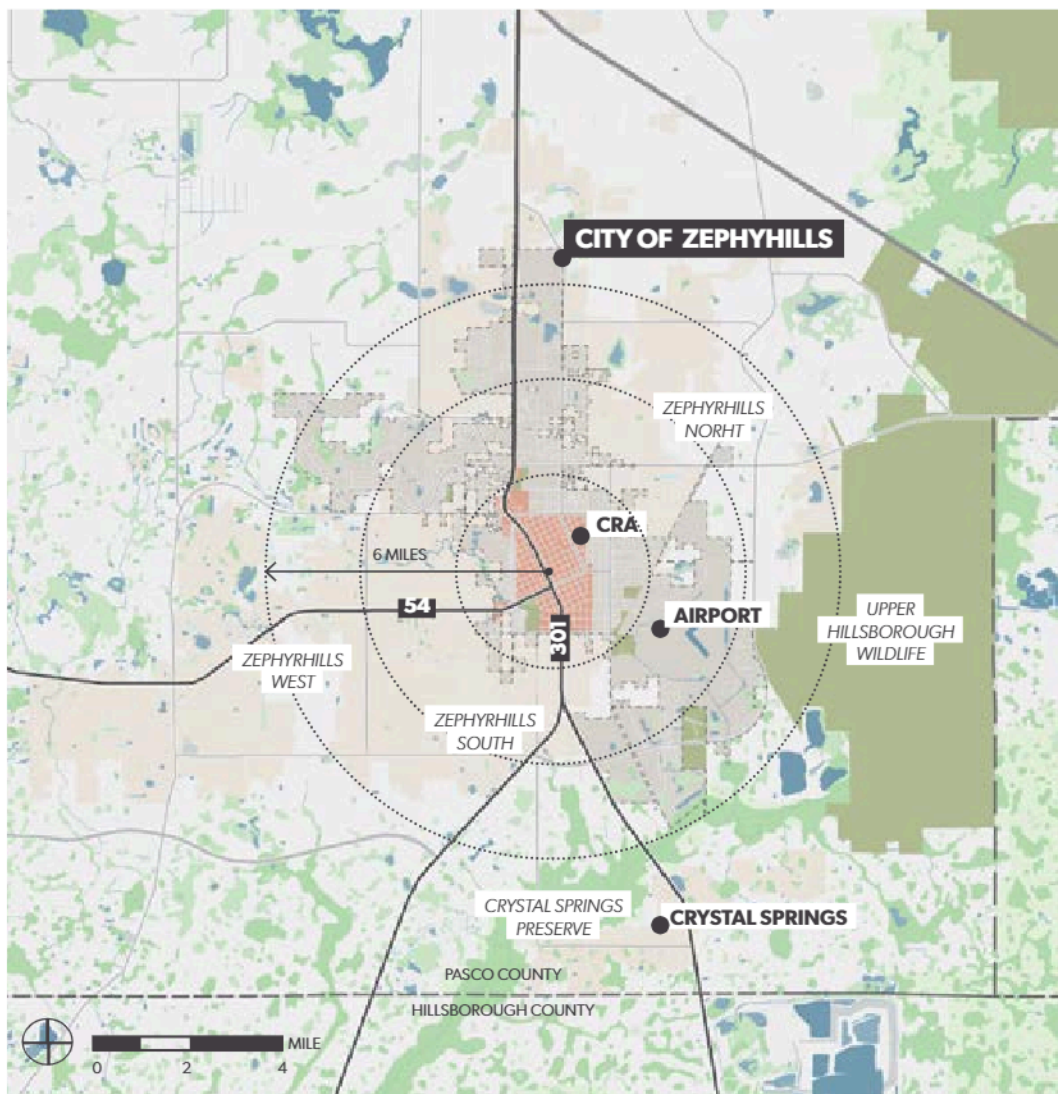 CITY OF ZEPHYHILLS
ZEPHYRHILLS
NORHT
CRA
6 MILES
54
301
AIRPORT
UPPER
HILLSBOROUGH
WILDLIFE
ZEPHYRHILLS
WEST
ZEPHYRHILLS
SOUTH
CRYSTAL SPRINGS
PRESERVE
CRYSTAL SPRINGS
PASCO COUNTY
HILLSBOROUGH COUNTY
MILE
0 2 4